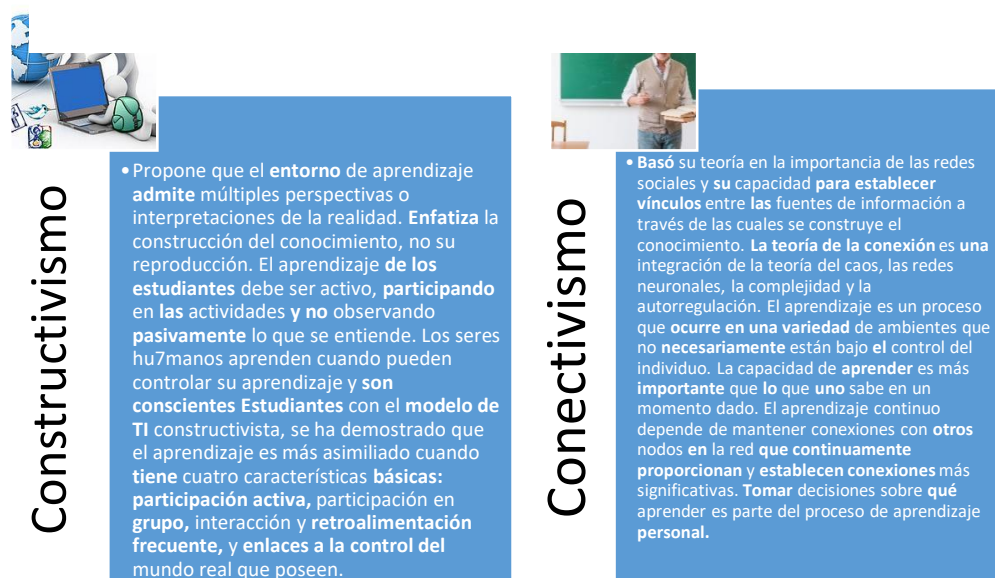 Constructivismo
•Propone que el entorno de aprendizaje
admite múltiples perspectivas o
interpretaciones de la realidad. Enfatiza la
construcción del conocimiento, no su
reproducción. El aprendizaje de los
estudiantes debe ser activo, participando
en las actividades y no observando
pasivamente lo que se entiende. Los seres
hu7manos aprenden cuando pueden
controlar su aprendizaje y son
conscientes Estudiantes con el modelo de
TI constructivista, se ha demostrado que
el aprendizaje es más asimiliado cuando
tiene cuatro características básicas:
participación activa, participación en
grupo, interacción y retroalimentación
frecuente, y enlaces a la control del
mundo real que poseen.
Conectivismo
•Basó su teoría en la importancia de las redes
sociales y su capacidad para establecer
vínculos entre las fuentes de información a
través de las cuales se construye el
conocimiento. La teoría de la conexión es una
integración de la teoría del caos, las redes
neuronales, la complejidad y la
autorregulación. El aprendizaje es un proceso
que ocurre en una variedad de ambientes que
no necesariamente están bajo el control del
individuo. La capacidad de aprender es más
importante que lo que uno sabe en un
momento dado. El aprendizaje continuo
depende de mantener conexiones con otros
nodos en la red que continuamente
proporcionan y establecen conexiones más
significativas. Tomar decisiones sobre qué
aprender es parte del proceso de aprendizaje
personal.